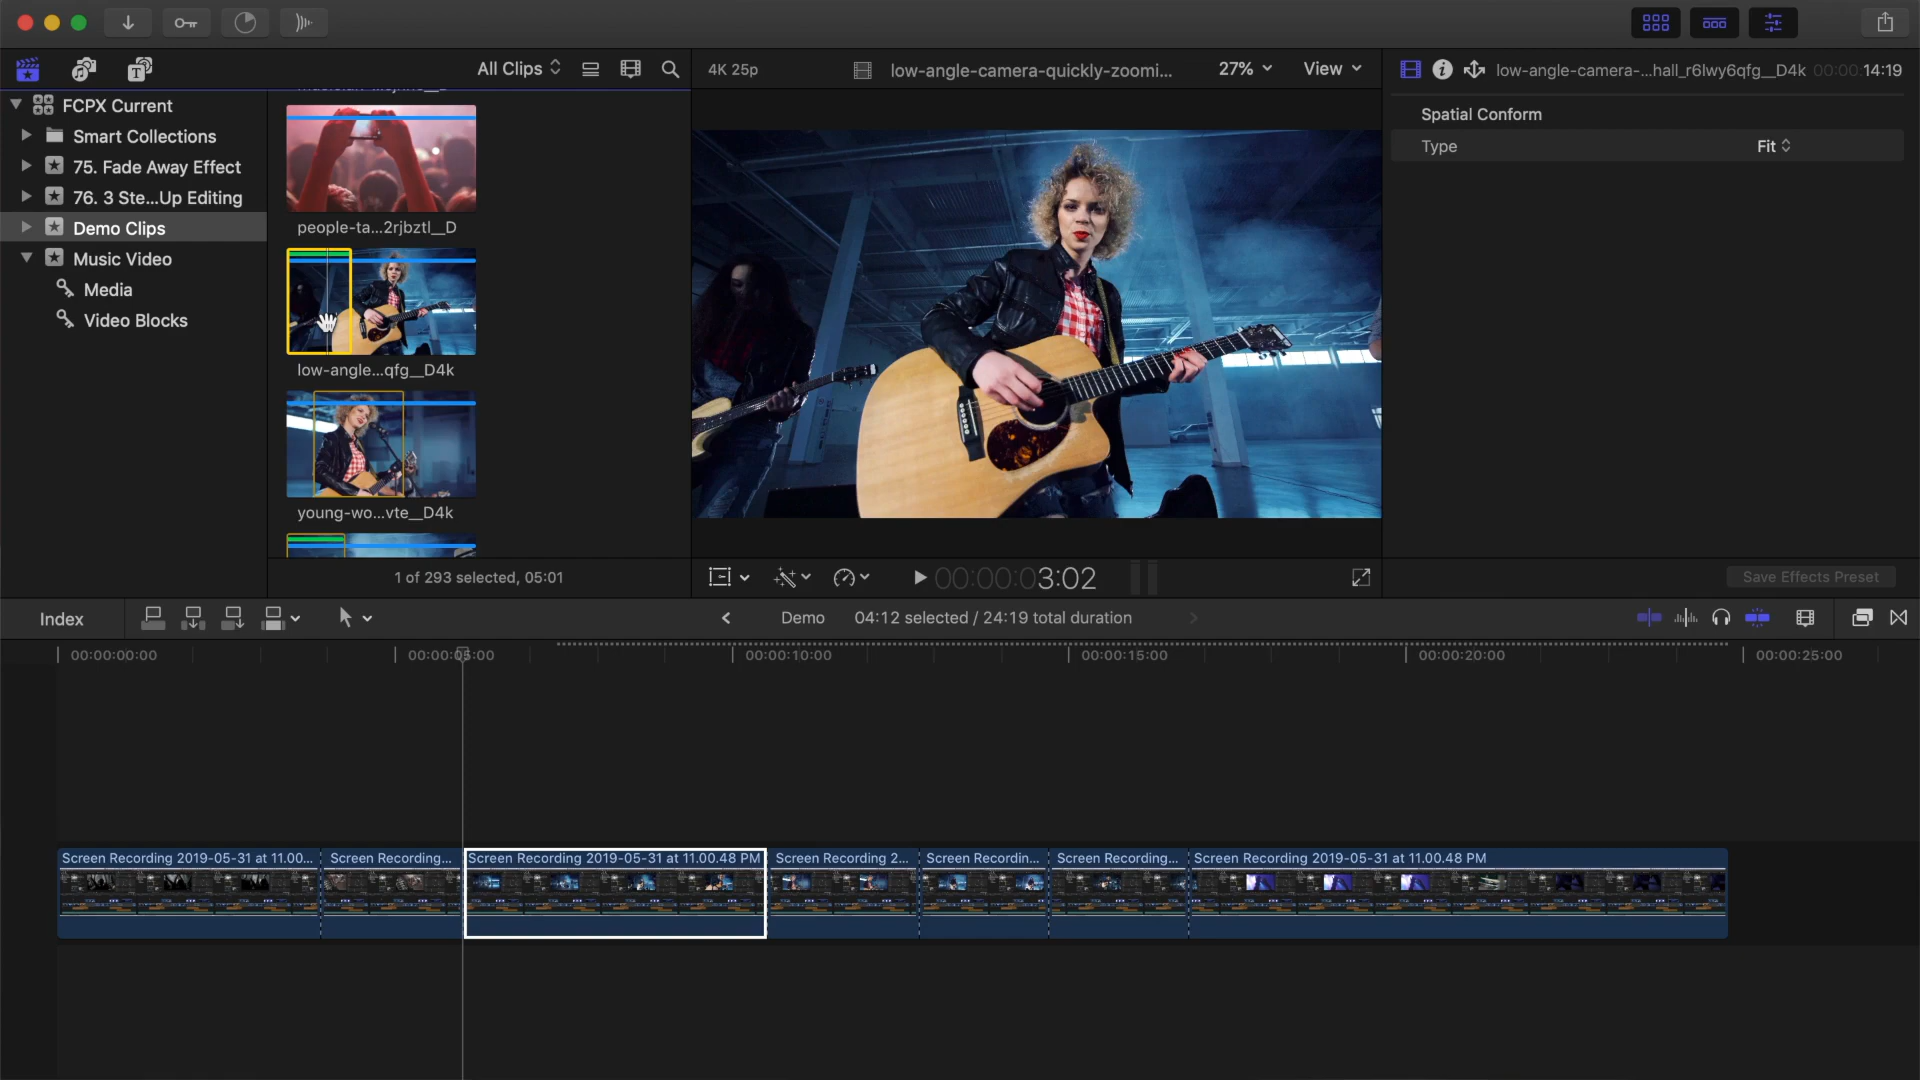 All Clips
4K 25p
low-angle-camera-quickly-zoomi...
27%
View
low-angle-camera-...hall_r6lwy6qfg__D4k
00:00:14:19
FCPX Current
Smart Collections
75. Fade Away Effect
76. 3 Ste...Up Editing
Demo Clips
Music Video
Media
Video Blocks
people-ta...2rjbztl__D
low-angle...qfg__D4k
young-wo...vte__D4k
1 of 293 selected, 05:01
Spatial Conform
Type
Fit
00:00:03:02
Save Effects Preset
Index
Demo
04:12 selected / 24:19 total duration
00:00:00:00
00:00:05:00
00:00:10:00
00:00:15:00
00:00:20:00
00:00:25:00
Screen Recording 2019-05-31 at 11.00...
Screen Recording...
Screen Recording 2019-05-31 at 11.00.48 PM
Screen Recording 2...
Screen Recordin...
Screen Recording...
Screen Recording 2019-05-31 at 11.00.48 PM